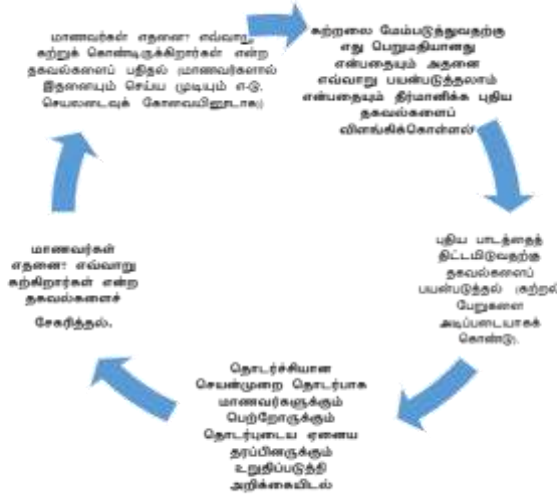 மாணவர்கள் எதனை? எவ்வாறு
கற்றுக் கொண்டிருக்கிறார்கள் என்ற
தகவல்களைப் பதிதல் (மாணவர்களால்
இதனையும் செய்ய முடியும் எ-டு.
செயலடைவுக் கோவையினூடாக)
கற்றலை மேம்படுத்துவதற்கு
எது பெறுமதியானது
என்பதையும் அதனை
எவ்வாறு பயன்படுத்தலாம்
என்பதையும் தீர்மானிக்க புதிய
தகவல்களைப்
விளங்கிக்கொள்ளல்
புதிய பாடத்தைத்
திட்டமிடுவதற்கு
தகவல்களைப்
பயன்படுத்தல் (கற்றல்
பேறுகளை
அடிப்படையாகக்
கொண்டு).
தொடர்ச்சியான
செயன்முறை தொடர்பாக
மாணவர்களுக்கும்
பெற்றோருக்கும்
தொடர்புடைய ஏனைய
தரப்பினருக்கும்
உறுதிப்படுத்தி
அறிக்கையிடல்
மாணவர்கள்
எதனை? எவ்வாறு
கற்கிறார்கள் என்ற
தகவல்களைச்
சேகரித்தல்.